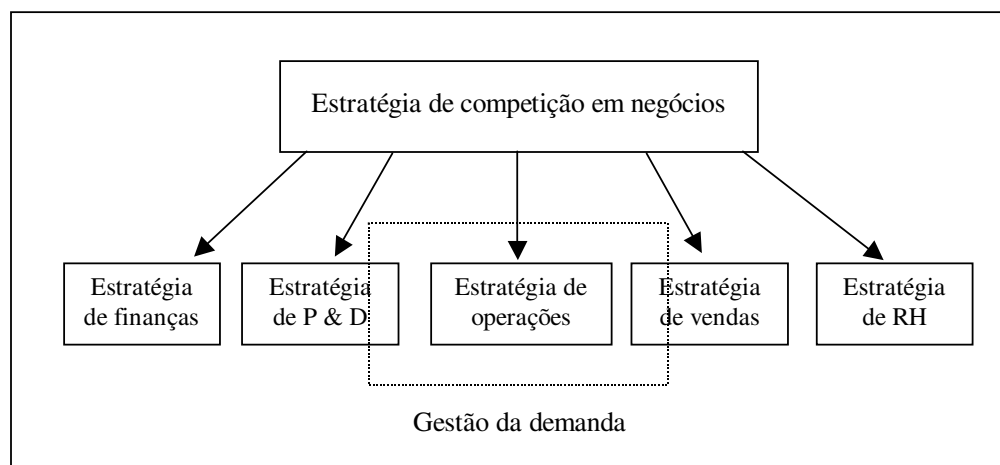 Estratégia de competição em negócios
Estratégia
de finanças
Estratégia
de P & D
Estratégia de
operações
Estratégia
de vendas
Estratégia
de RH
Gestão da demanda